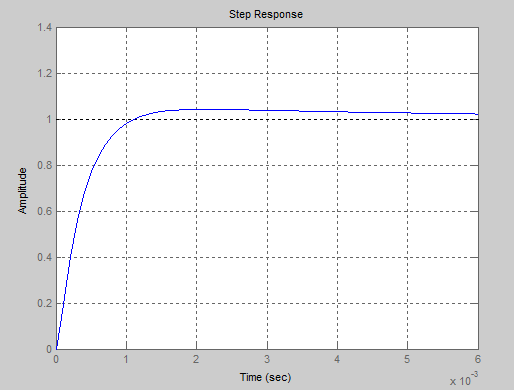 Step Response
1.4
1.2
1
0.8
0.6
0.4
0.2
0
Amplitude
0 1 2 3 4 5 6
Time (sec)
x 10⁻³